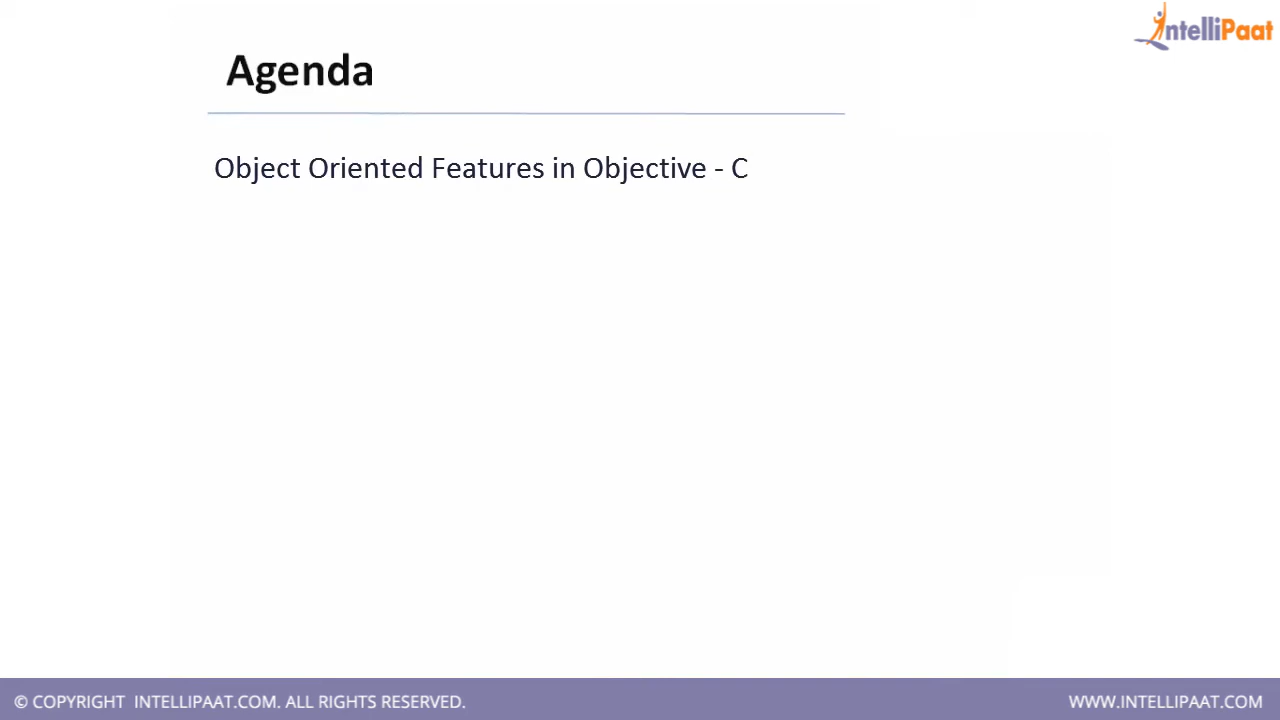 IntelliPaat
Agenda
Object Oriented Features in Objective - C
© COPYRIGHT INTELLIPAAT.COM. ALL RIGHTS RESERVED.
WWW.INTELLIPAAT.COM